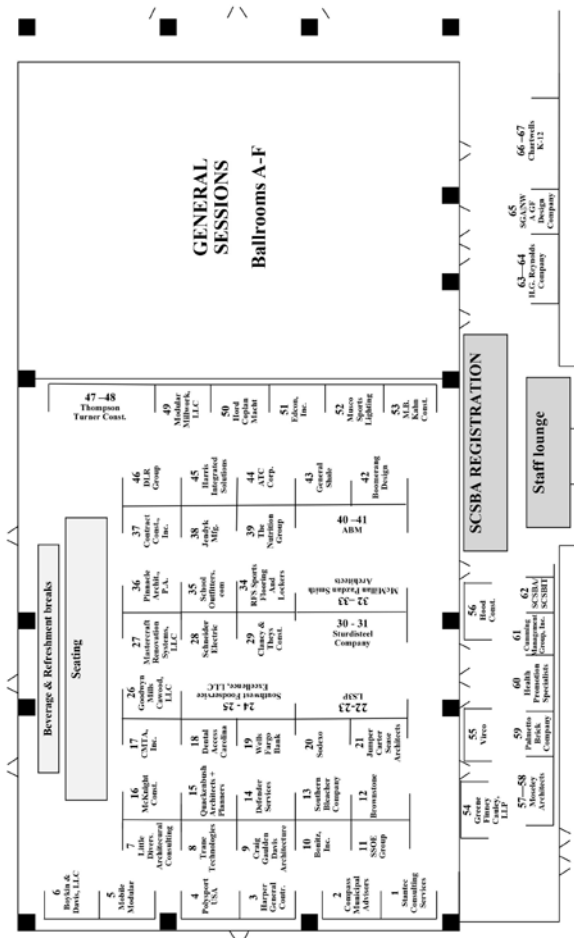 GENERAL
SESSIONS
Ballrooms A-F
Beverage & Refreshment breaks
Seating
SCSBA REGISTRATION
Staff lounge
6
Boykin &
Davis, LLC
5
Mobile
Modular
4
Polysport
USA
3
Harper
General
Contr.
2
Compass
Municipal
Advisors
1
Stantec
Consulting
Services
7
Little
Divers.
Architecural
Consulting
8
Trane
Technologies
9
Craig
Gaulden
Davis
Architecture
10
Bonitz,
Inc.
11
SSOE
Group
16
McKnight
Const.
15
Quackenbush
Architects +
Planners
14
Defender
Services
13
Southern
Bleacher
Company
12
Brownstone
17
CMTA,
Inc.
18
Dental
Access
Carolina
19
Wells
Fargo
Bank
20
Sodexo
21
Jumper
Carter
Sease
Architects
26
Goodwyn
Mills
Cawood,
LLC
24 - 25
Southwest Foodservice
Excellence, LLC
22-23
LS3P
27
Mastercraft
Renovation
Systems,
LLC
28
Schneider
Electric
29
Clancy &
Theys
Const.
30 - 31
Sturdisteel
Company
36
Pinnacle
Archit.,
P.A.
35
School
Outfitters.
com
34
RFS Sports
Flooring
And
Lockers
32 –33
McMillan Pazdan Smith
Architects
37
Contract
Const.,
Inc.
38
Jendyk
Mfg.
39
The
Nutrition
Group
40 –41
ABM
46
DLR
Group
45
Harris
Integrated
Solutions
44
ATC
Corp.
43
General
Shale
42
Boomerang
Design
47 –48
Thompson
Turner Const.
49
Modular
Millwork,
LLC
50
Hord
Coplan
Macht
51
Edcon,
Inc.
52
Musco
Sports
Lighting
53
M.B.
Kahn
Const.
54
Greene
Finney
Cauley,
LLP
55
Virco
56
Hood
Const.
57—58
Moseley
Architects
59
Palmetto
Brick
Company
60
Health
Promotion
Specialists
61
Cumming
Management
Group, Inc.
62
SCSBA/
SCSBIT
63—64
H.G. Reynolds
Company
65
SGA|NW
A GF
Design
Company
66 –67
Chartwells
K-12